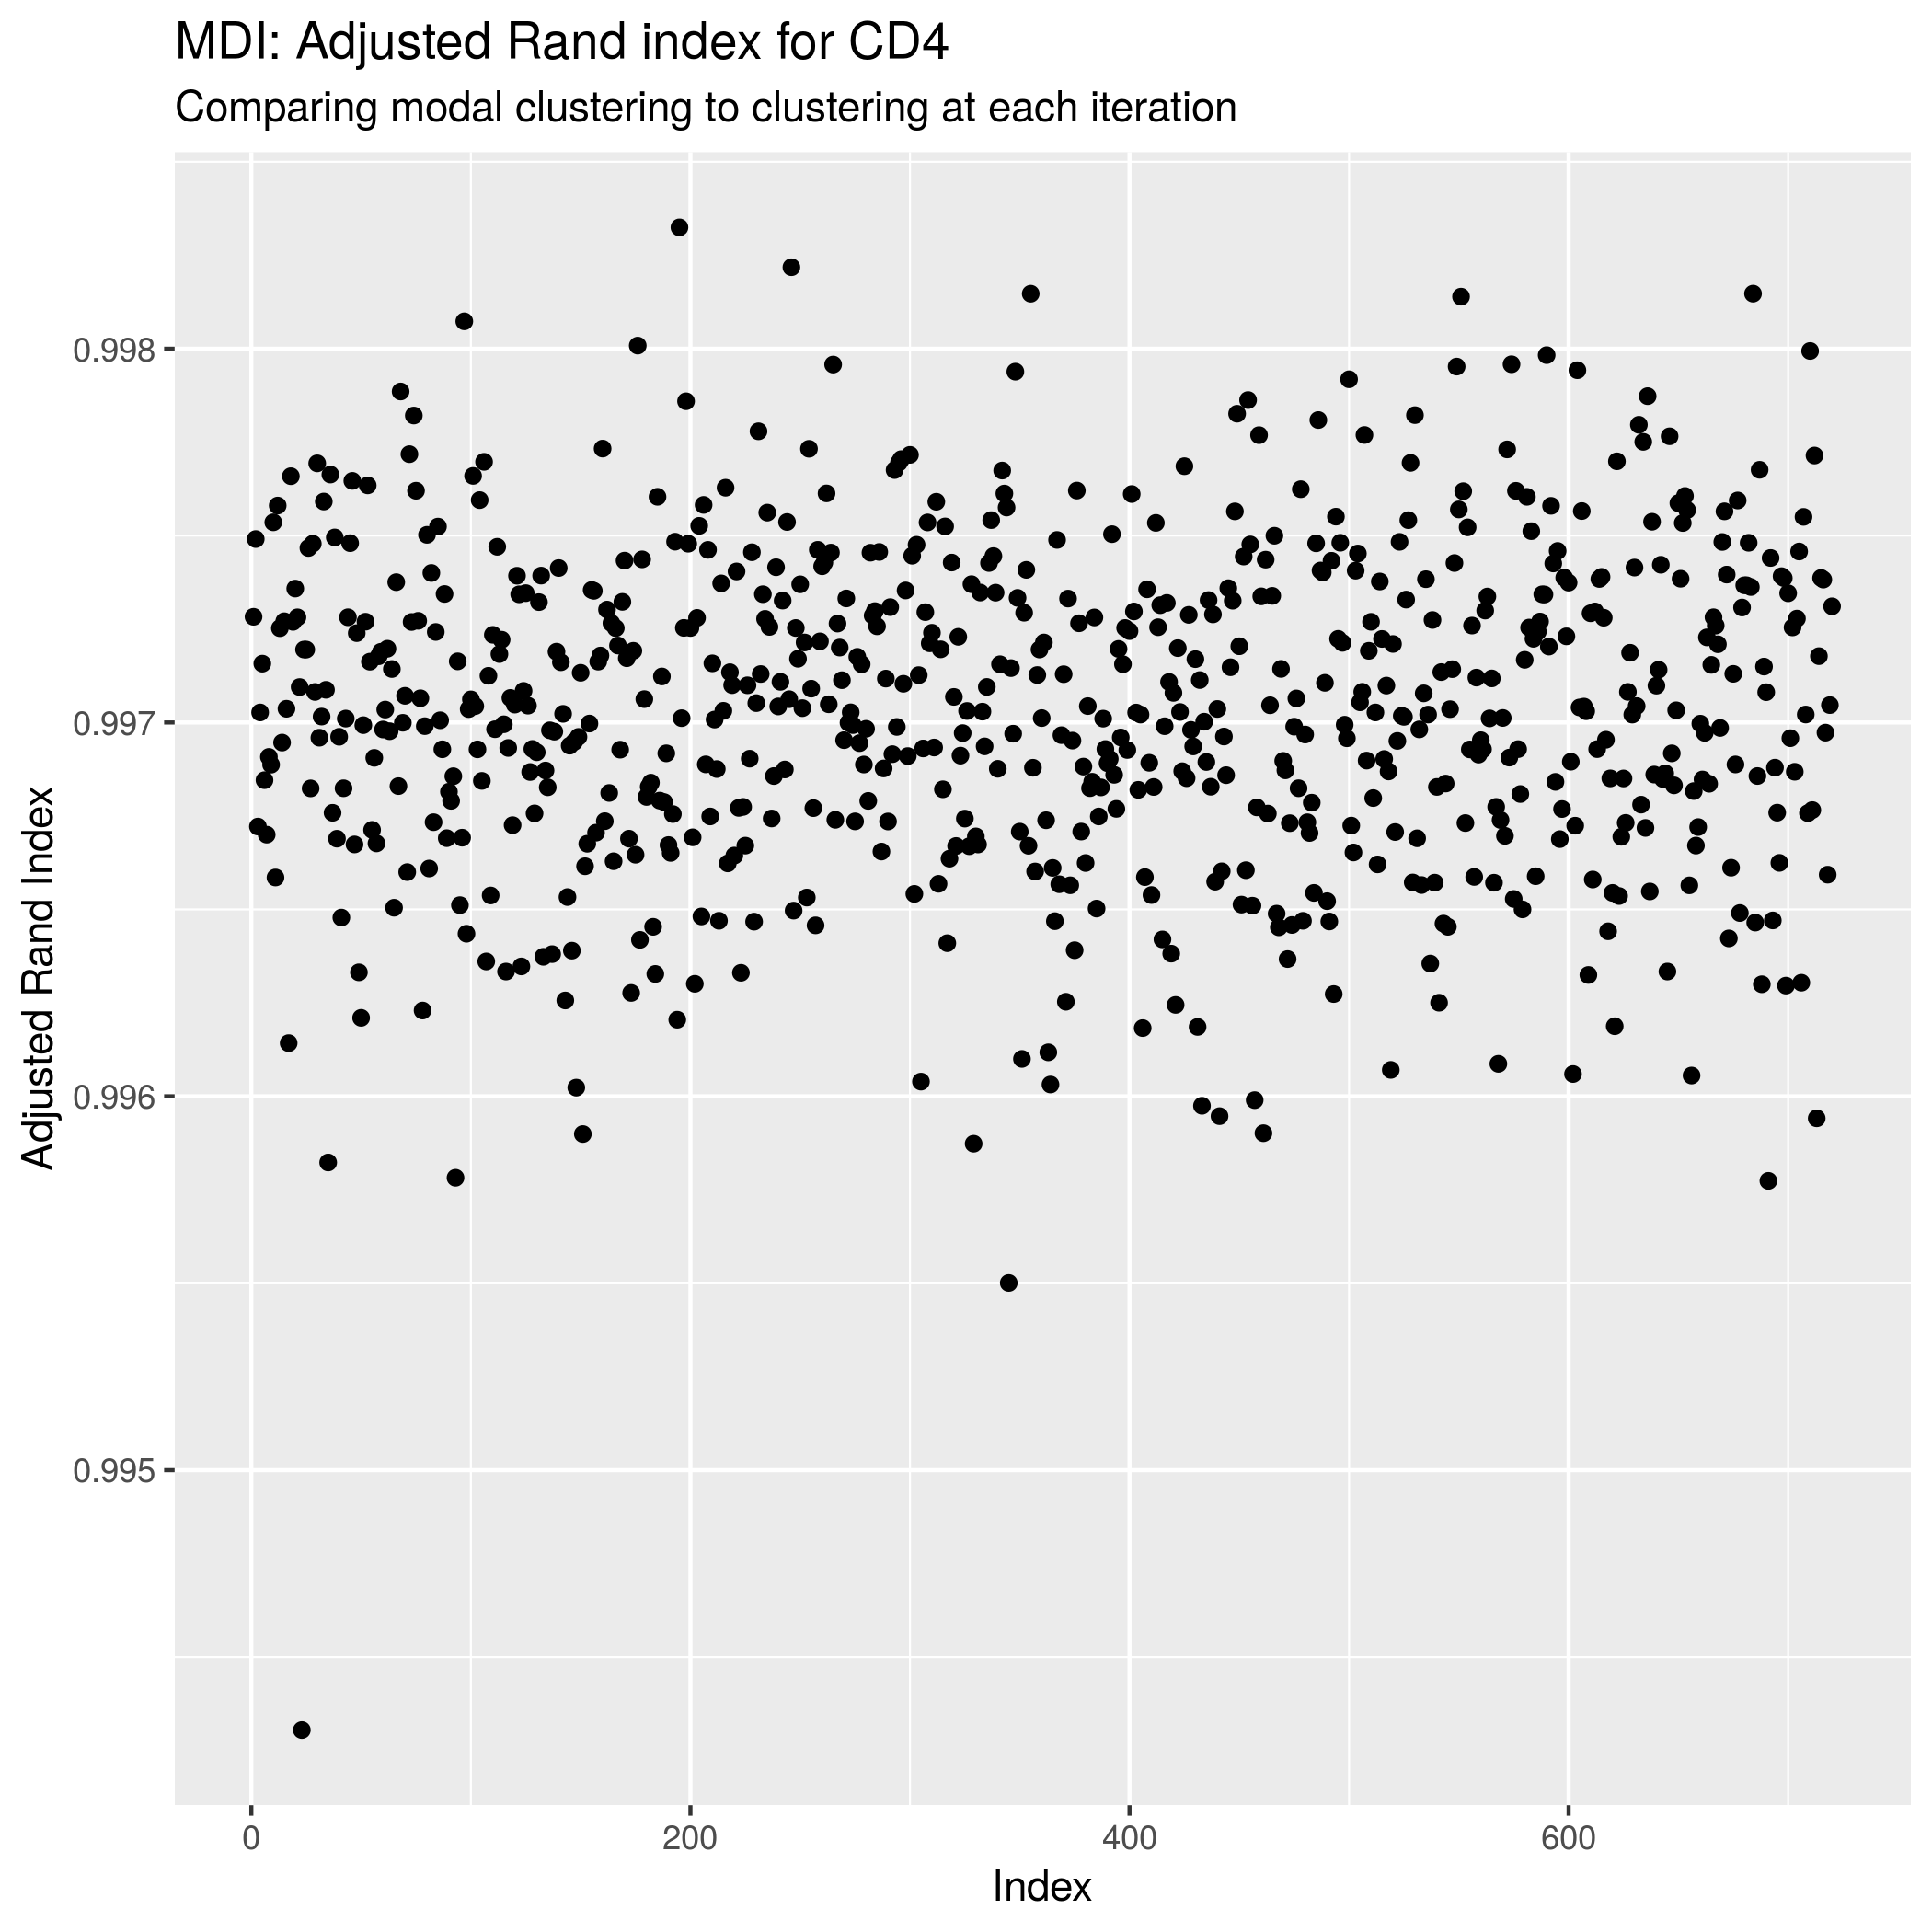 MDI: Adjusted Rand index for CD4
Comparing modal clustering to clustering at each iteration
Adjusted Rand Index
0.998
0.997
0.996
0.995
0
200
400
600
Index